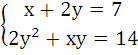 x + 2y = 7
2y² + xy = 14